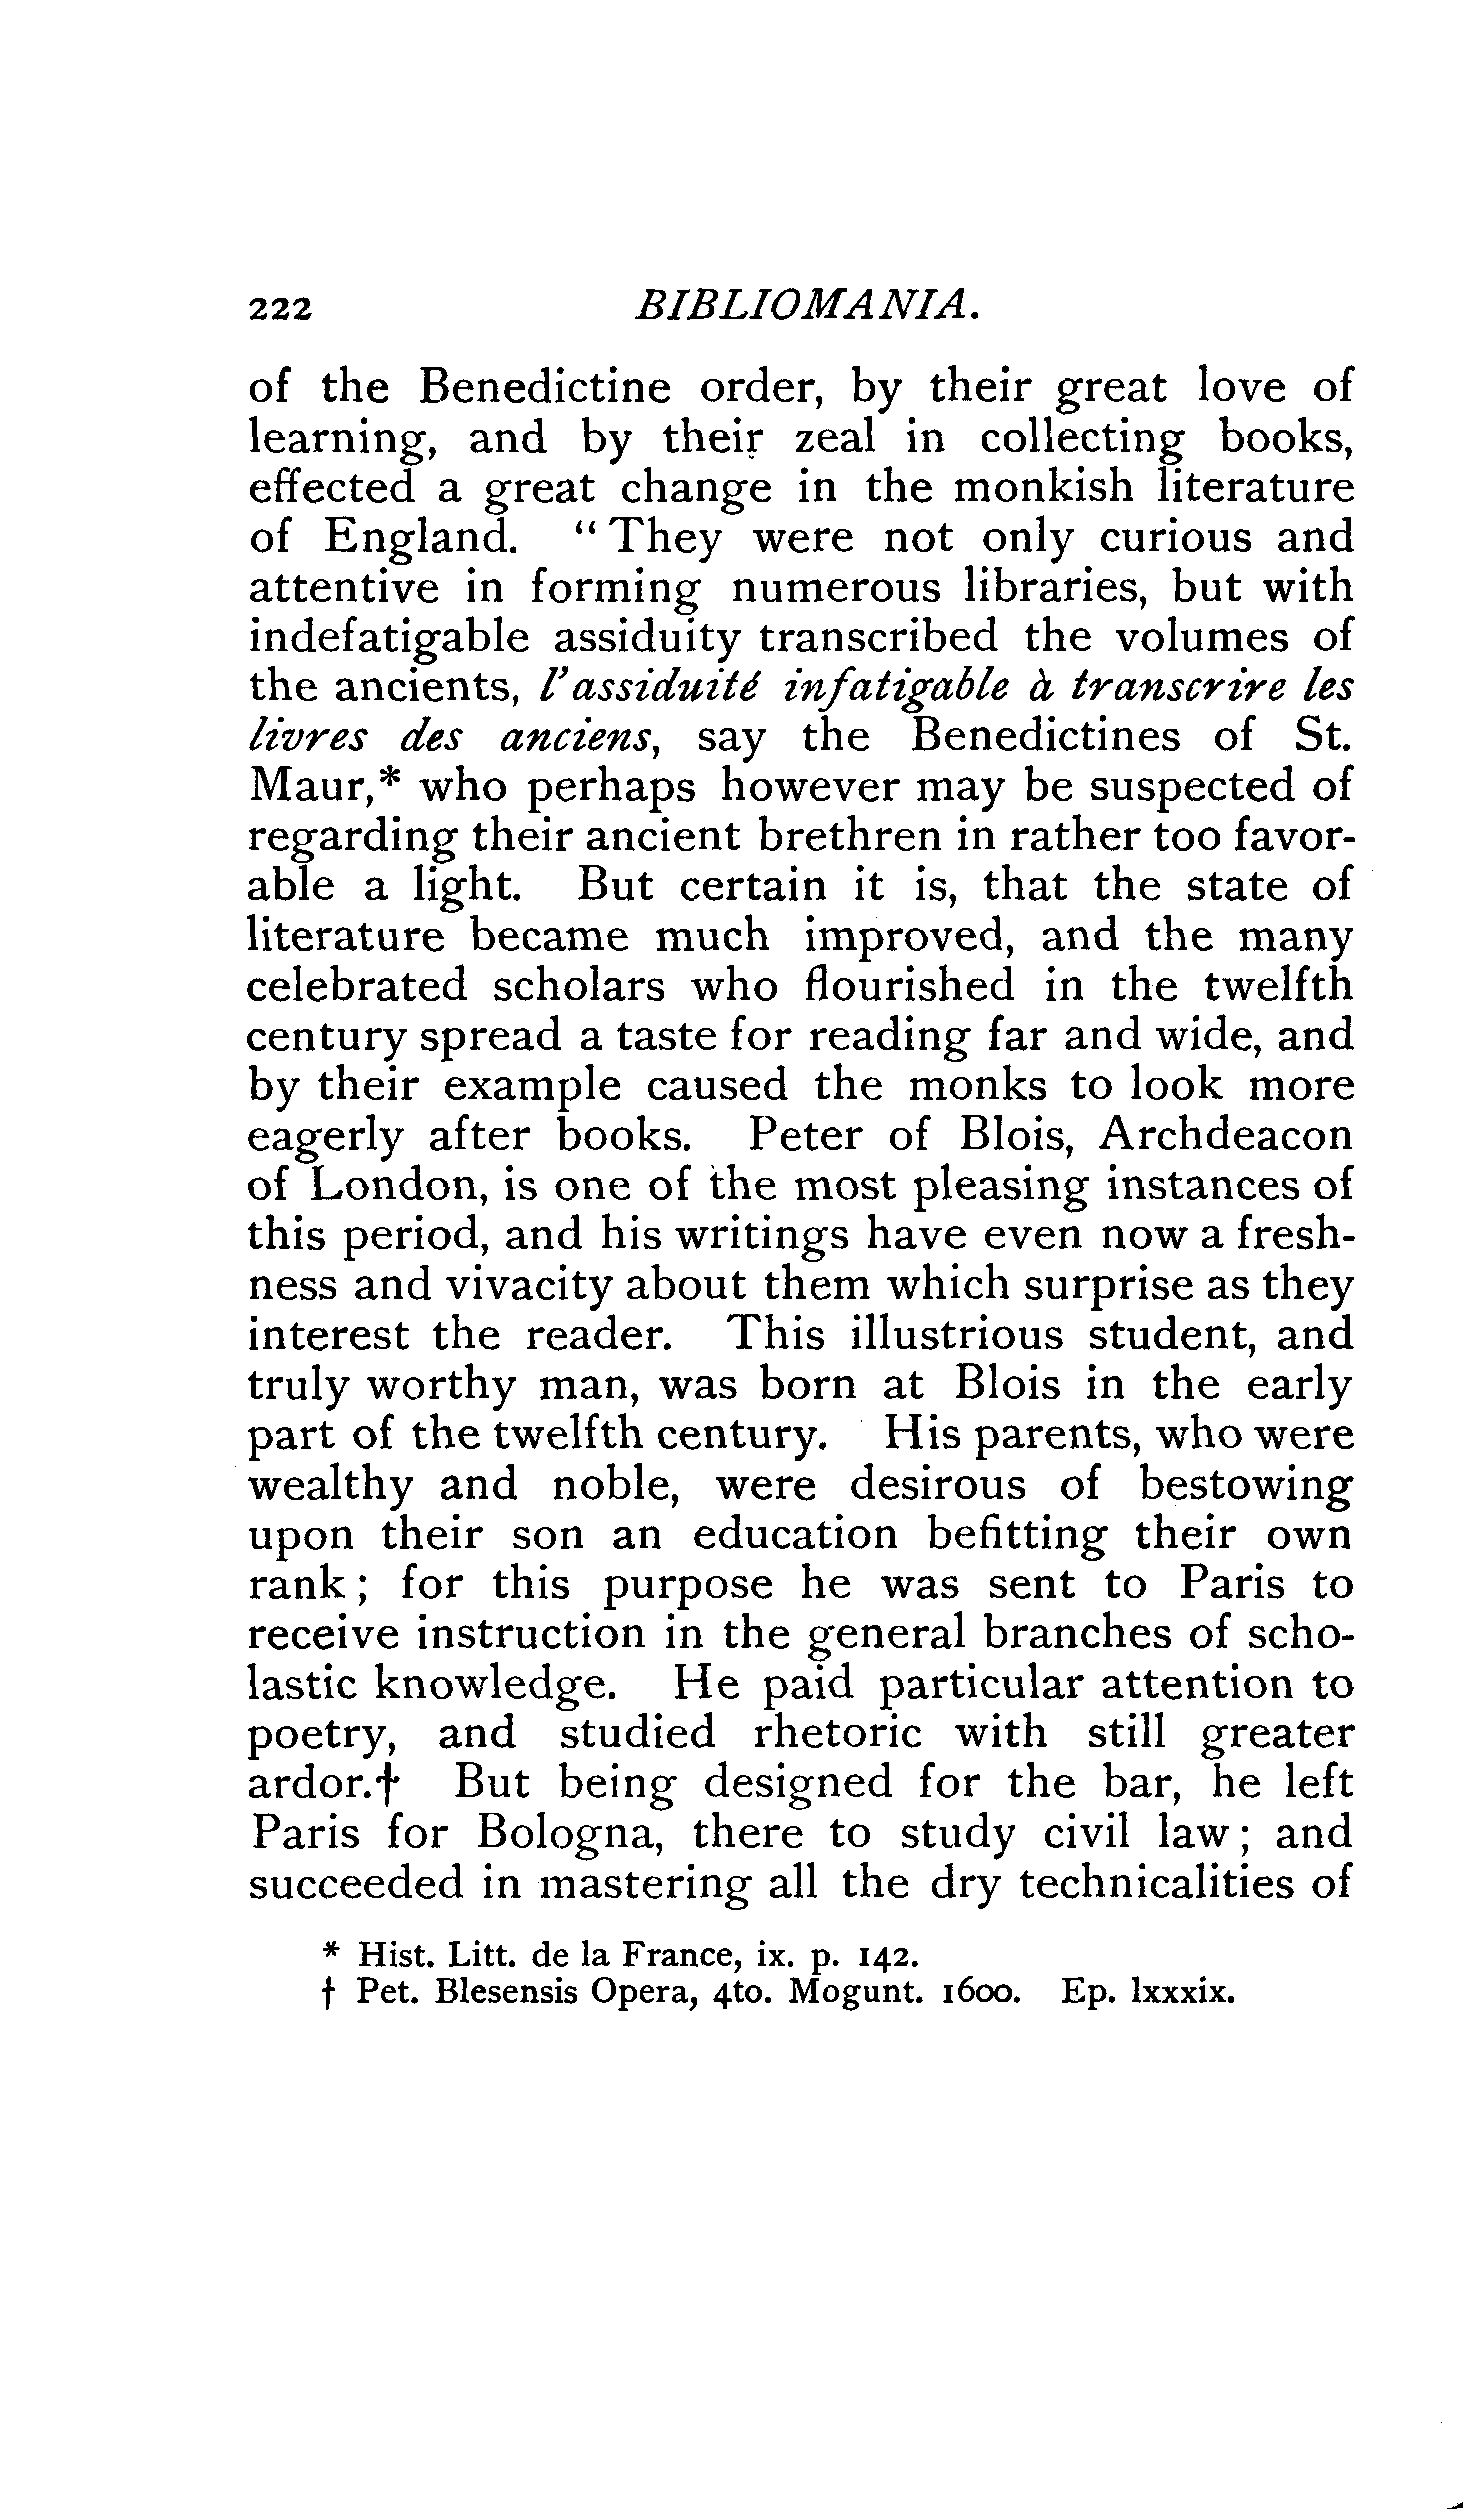 222 BIBLIOMANIA.
of the Benedictine order, by their great love of
learning, and by their zeal in collecting books,
effected a great change in the monkish literature
of England. “They were not only curious and
attentive in forming numerous libraries, but with
indefatigable assiduity transcribed the volumes of
the ancients, l’assiduité infatigable à transcrire les
livres des anciens, say the Benedictines of St.
Maur,* who perhaps however may be suspected of
regarding their ancient brethren in rather too favor-
able a light. But certain it is, that the state of
literature became much improved, and the many
celebrated scholars who flourished in the twelfth
century spread a taste for reading far and wide, and
by their example caused the monks to look more
eagerly after books. Peter of Blois, Archdeacon
of London, is one of the most pleasing instances of
this period, and his writings have even now a fresh-
ness and vivacity about them which surprise as they
interest the reader. This illustrious student, and
truly worthy man, was born at Blois in the early
part of the twelfth century. His parents, who were
wealthy and noble, were desirous of bestowing
upon their son an education befitting their own
rank; for this purpose he was sent to Paris to
receive instruction in the general branches of scho-
lastic knowledge. He paid particular attention to
poetry, and studied rhetoric with still greater
ardor.† But being designed for the bar, he left
Paris for Bologna, there to study civil law; and
succeeded in mastering all the dry technicalities of
* Hist. Litt. de la France, ix. p. 142.
† Pet. Blesensis Opera, 4to. Mogunt. 1600. Ep. lxxxix.